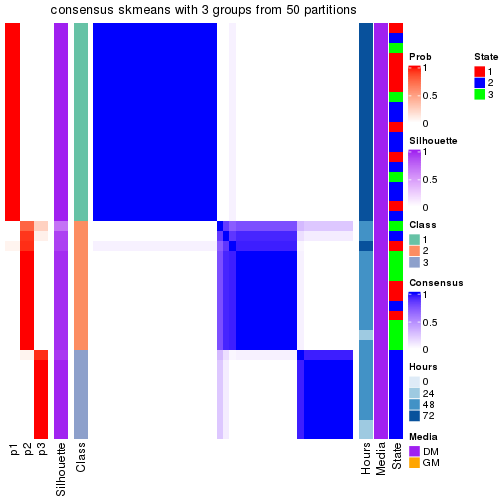 consensus skmeans with 3 groups from 50 partitions
p1
p2
p3
Silhouette
Class
Hours
Media
State
Prob
1
0.5
0
Silhouette
1
0.5
0
Class
1
2
3
Consensus
1
0.5
0
Hours
0
24
48
72
Media
DM
GM
State
1
2
3